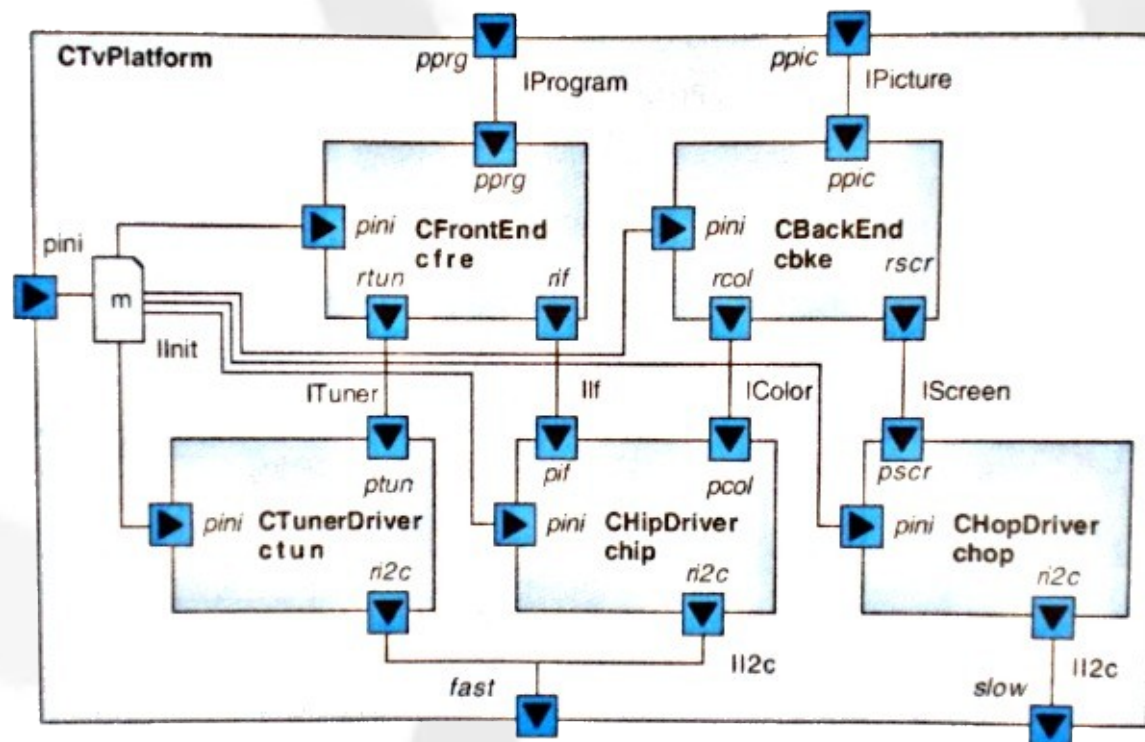 CTvPlatform
pprg
IProgram
ppic
IPicture
pprg
ppic
pini
pini
CFrontEnd
cfre
pini
CBackEnd
cbke
rtun
rif
rcol
rscr
m
IInit
ITuner
IIf
IColor
IScreen
ptun
pif
pcol
pscr
pini
CTunerDriver
ctun
pini
CHipDriver
chip
pini
CHopDriver
chop
ri2c
ri2c
ri2c
fast
II2c
slow
II2c